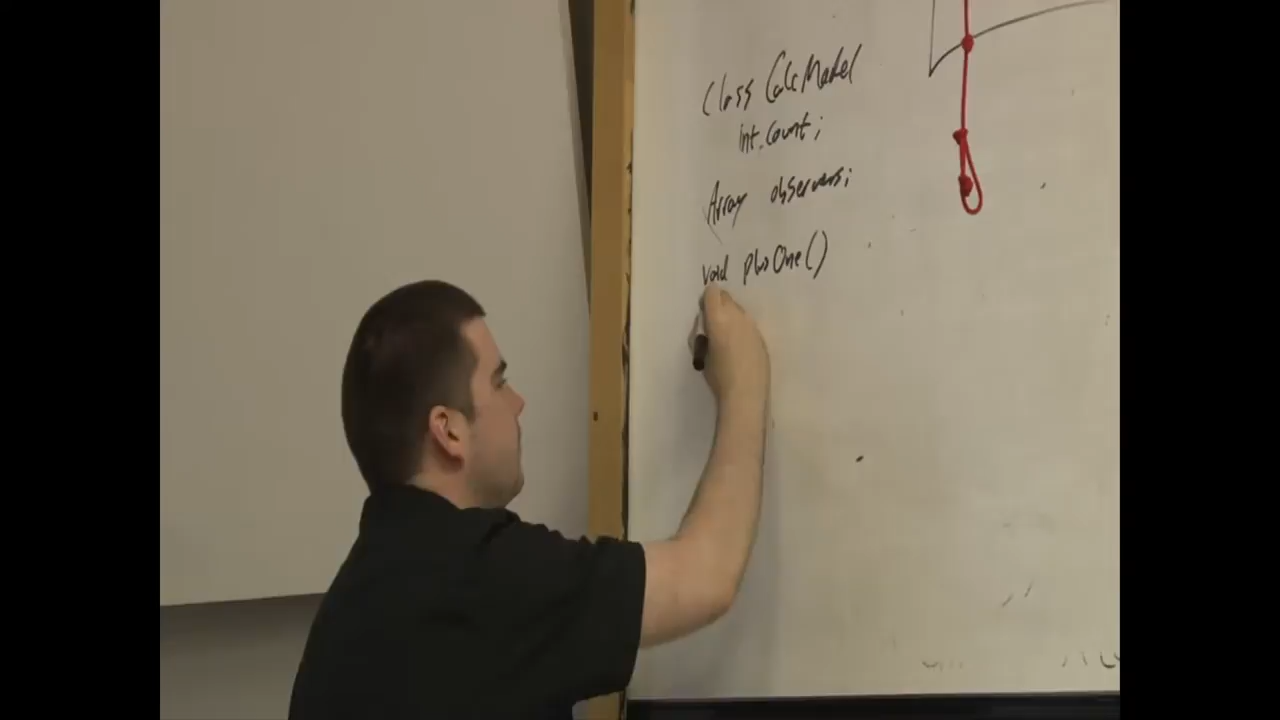 Class CalcModel
int count;
Array observers;
void plusOne()